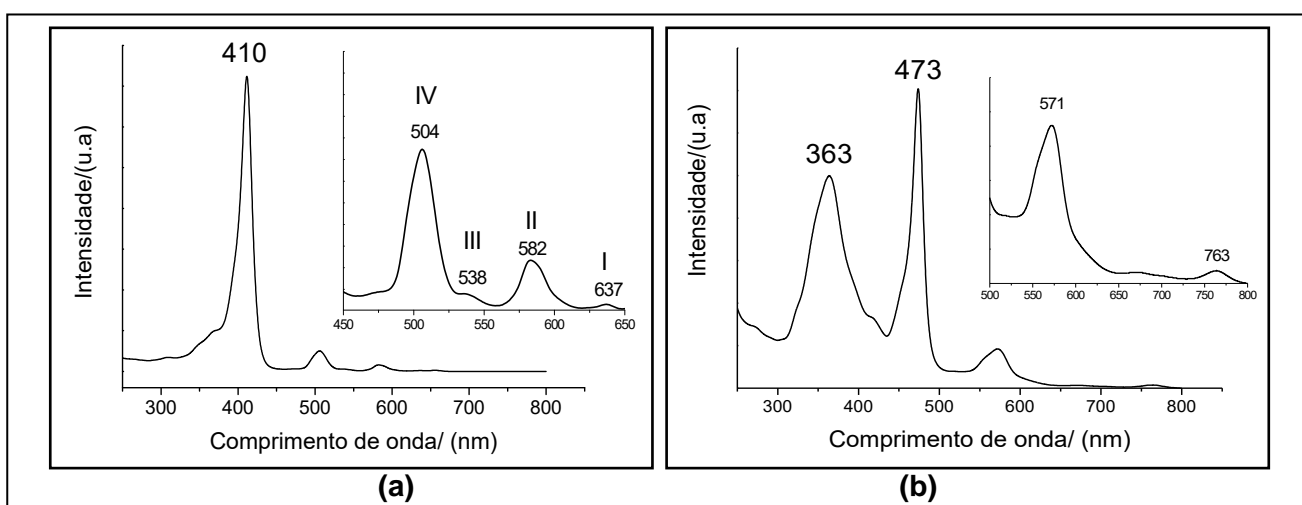 410
IV
504
III
538
II
582
I
637
450 500 550 600 650
Intensidade/(u.a)
300 400 500 600 700 800
Comprimento de onda/ (nm)
(a)
473
363
571
763
500 550 600 650 700 750 800
Intensidade/(u.a)
300 400 500 600 700 800
Comprimento de onda/ (nm)
(b)